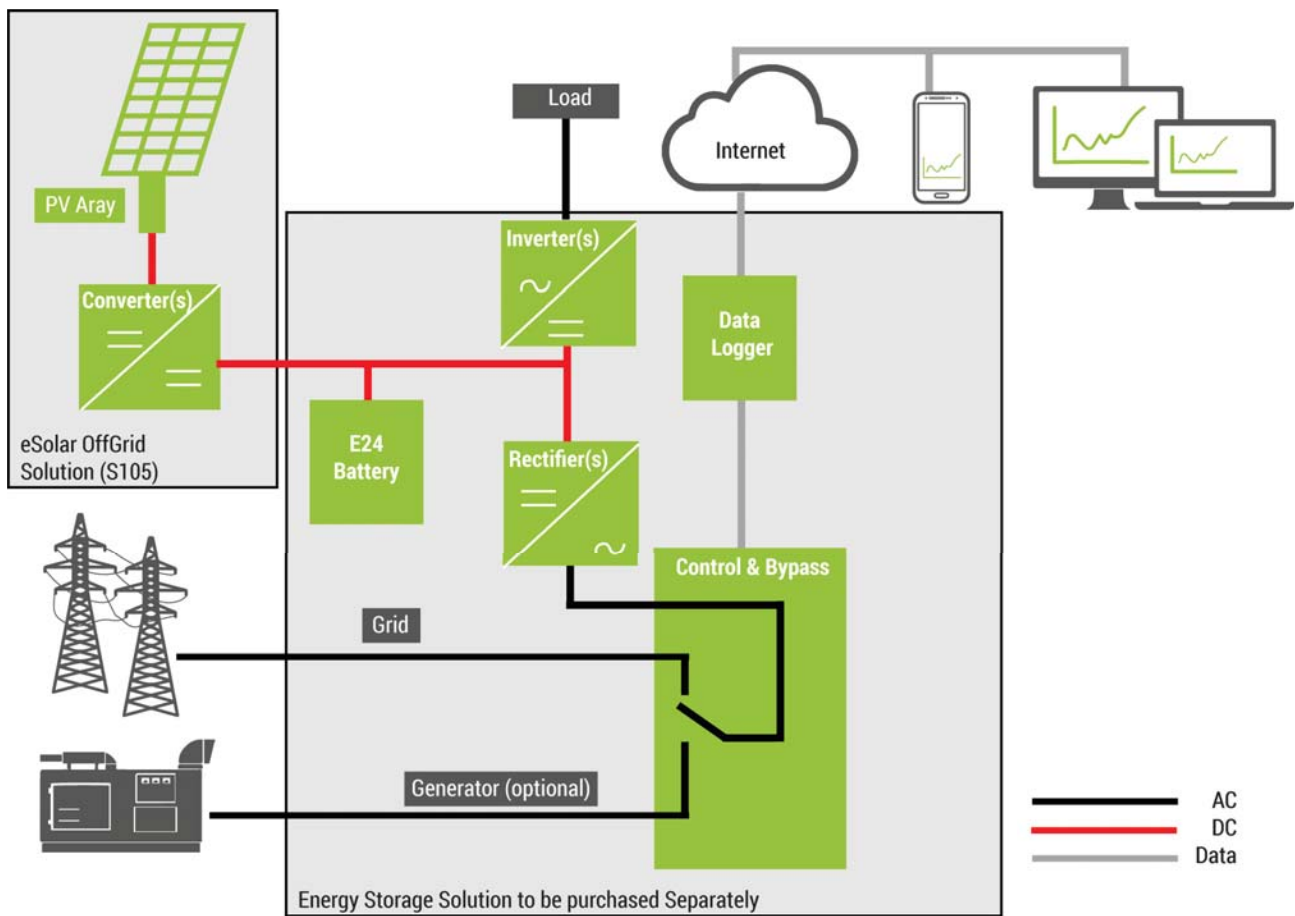 Load
Internet
PV Aray
Inverter(s)
Converter(s)
Data
Logger
eSolar OffGrid
Solution (S105)
E24
Battery
Rectifier(s)
Control & Bypass
Grid
Generator (optional)
AC
DC
Data
Energy Storage Solution to be purchased Separately